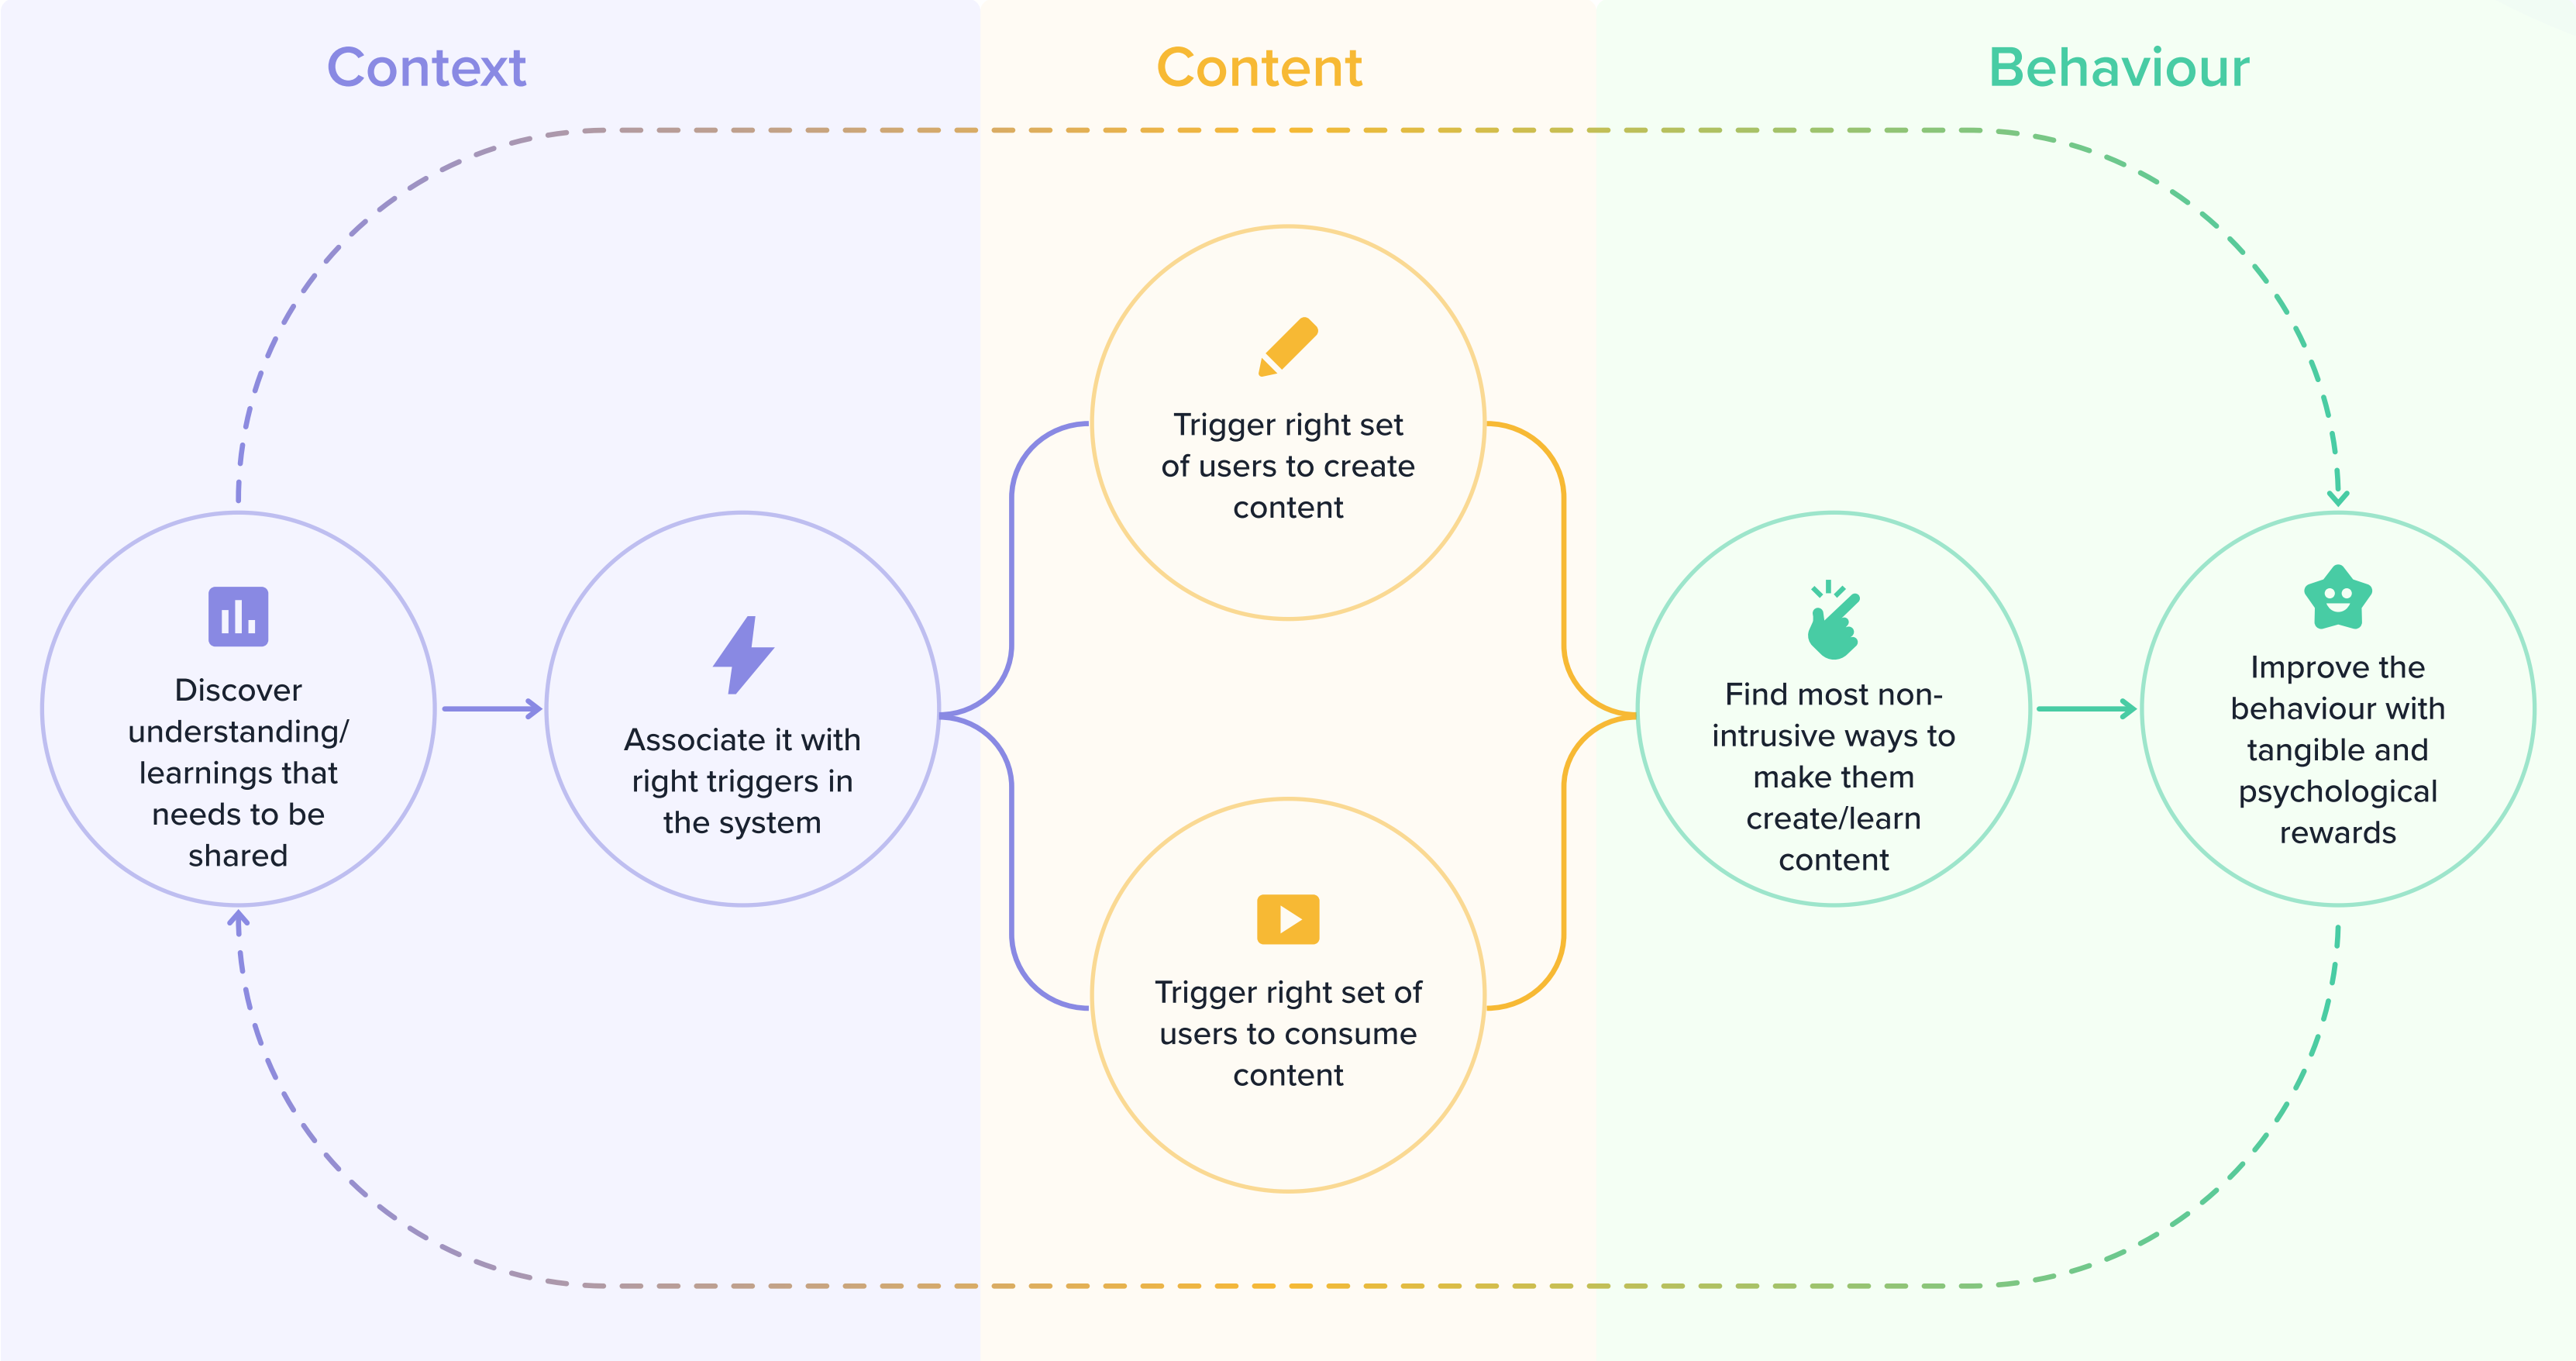 Context
Content
Behaviour
Discover
understanding/
learnings that
needs to be
shared
Associate it with
right triggers in
the system
Trigger right set
of users to create
content
Trigger right set of
users to consume
content
Find most non-
intrusive ways to
make them
create/learn
content
Improve the
behaviour with
tangible and
psychological
rewards